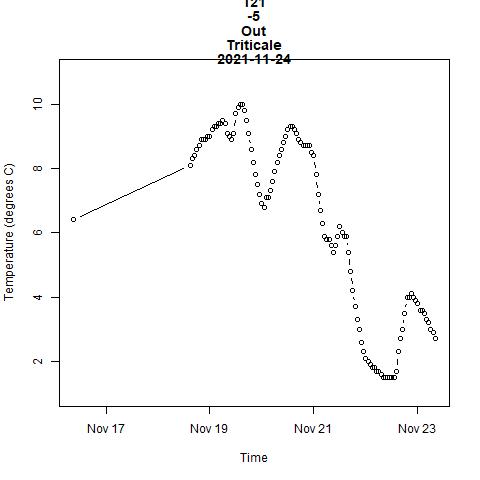 121
-5
Out
Triticale
2021-11-24
Temperature (degrees C)
10
8
6
4
2
Nov 17
Nov 19
Nov 21
Nov 23
Time